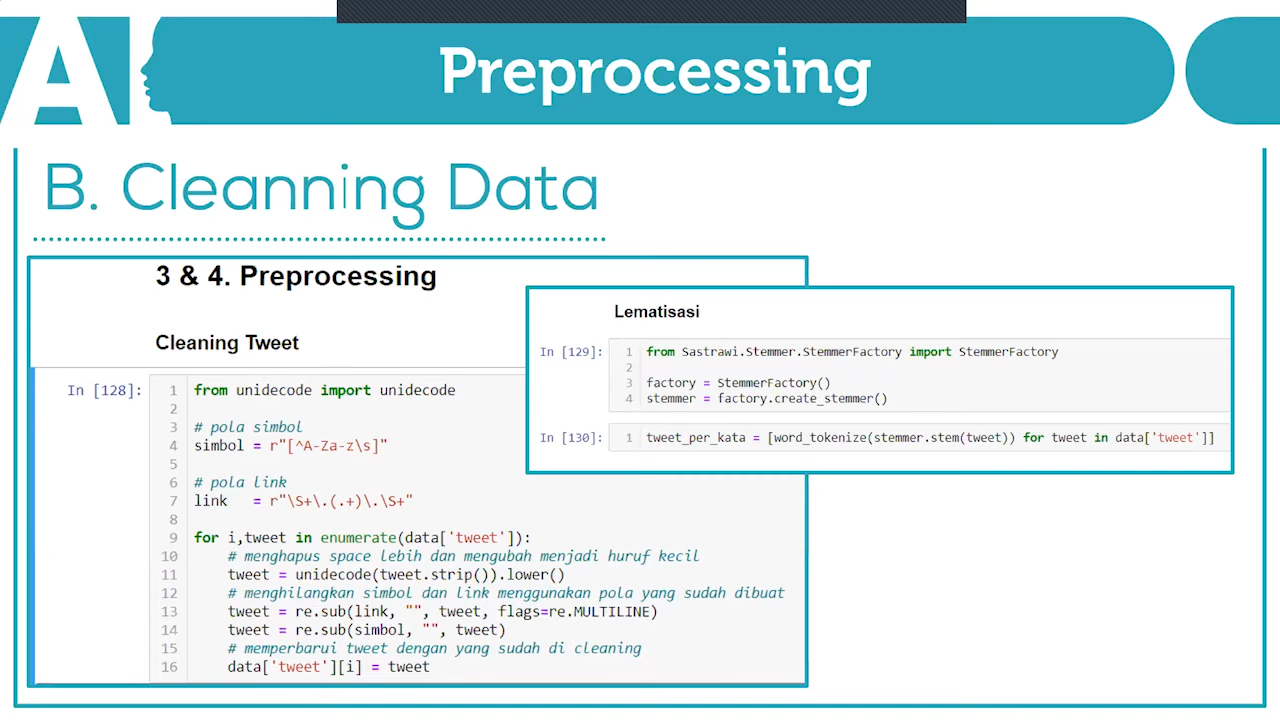 AI
Preprocessing
B. Cleanning Data
3 & 4. Preprocessing
Cleaning Tweet
In [128]:
1 from unidecode import unidecode
2
3 # pola simbol
4 simbol = r"[^A-Za-z\s]"
5
6 # pola link
7 link   = r"\S+\.(.+)\.\S+"
8
9 for i,tweet in enumerate(data['tweet']):
10     # menghapus space lebih dan mengubah menjadi huruf kecil
11     tweet = unidecode(tweet.strip()).lower()
12     # menghilangkan simbol dan link menggunakan pola yang sudah dibuat
13     tweet = re.sub(link, "", tweet, flags=re.MULTILINE)
14     tweet = re.sub(simbol, "", tweet)
15     # memperbarui tweet dengan yang sudah di cleaning
16     data['tweet'][i] = tweet
Lematisasi
In [129]:
1 from Sastrawi.Stemmer.StemmerFactory import StemmerFactory
2
3 factory = StemmerFactory()
4 stemmer = factory.create_stemmer()
In [130]:
1 tweet_per_kata = [word_tokenize(stemmer.stem(tweet)) for tweet in data['tweet']]